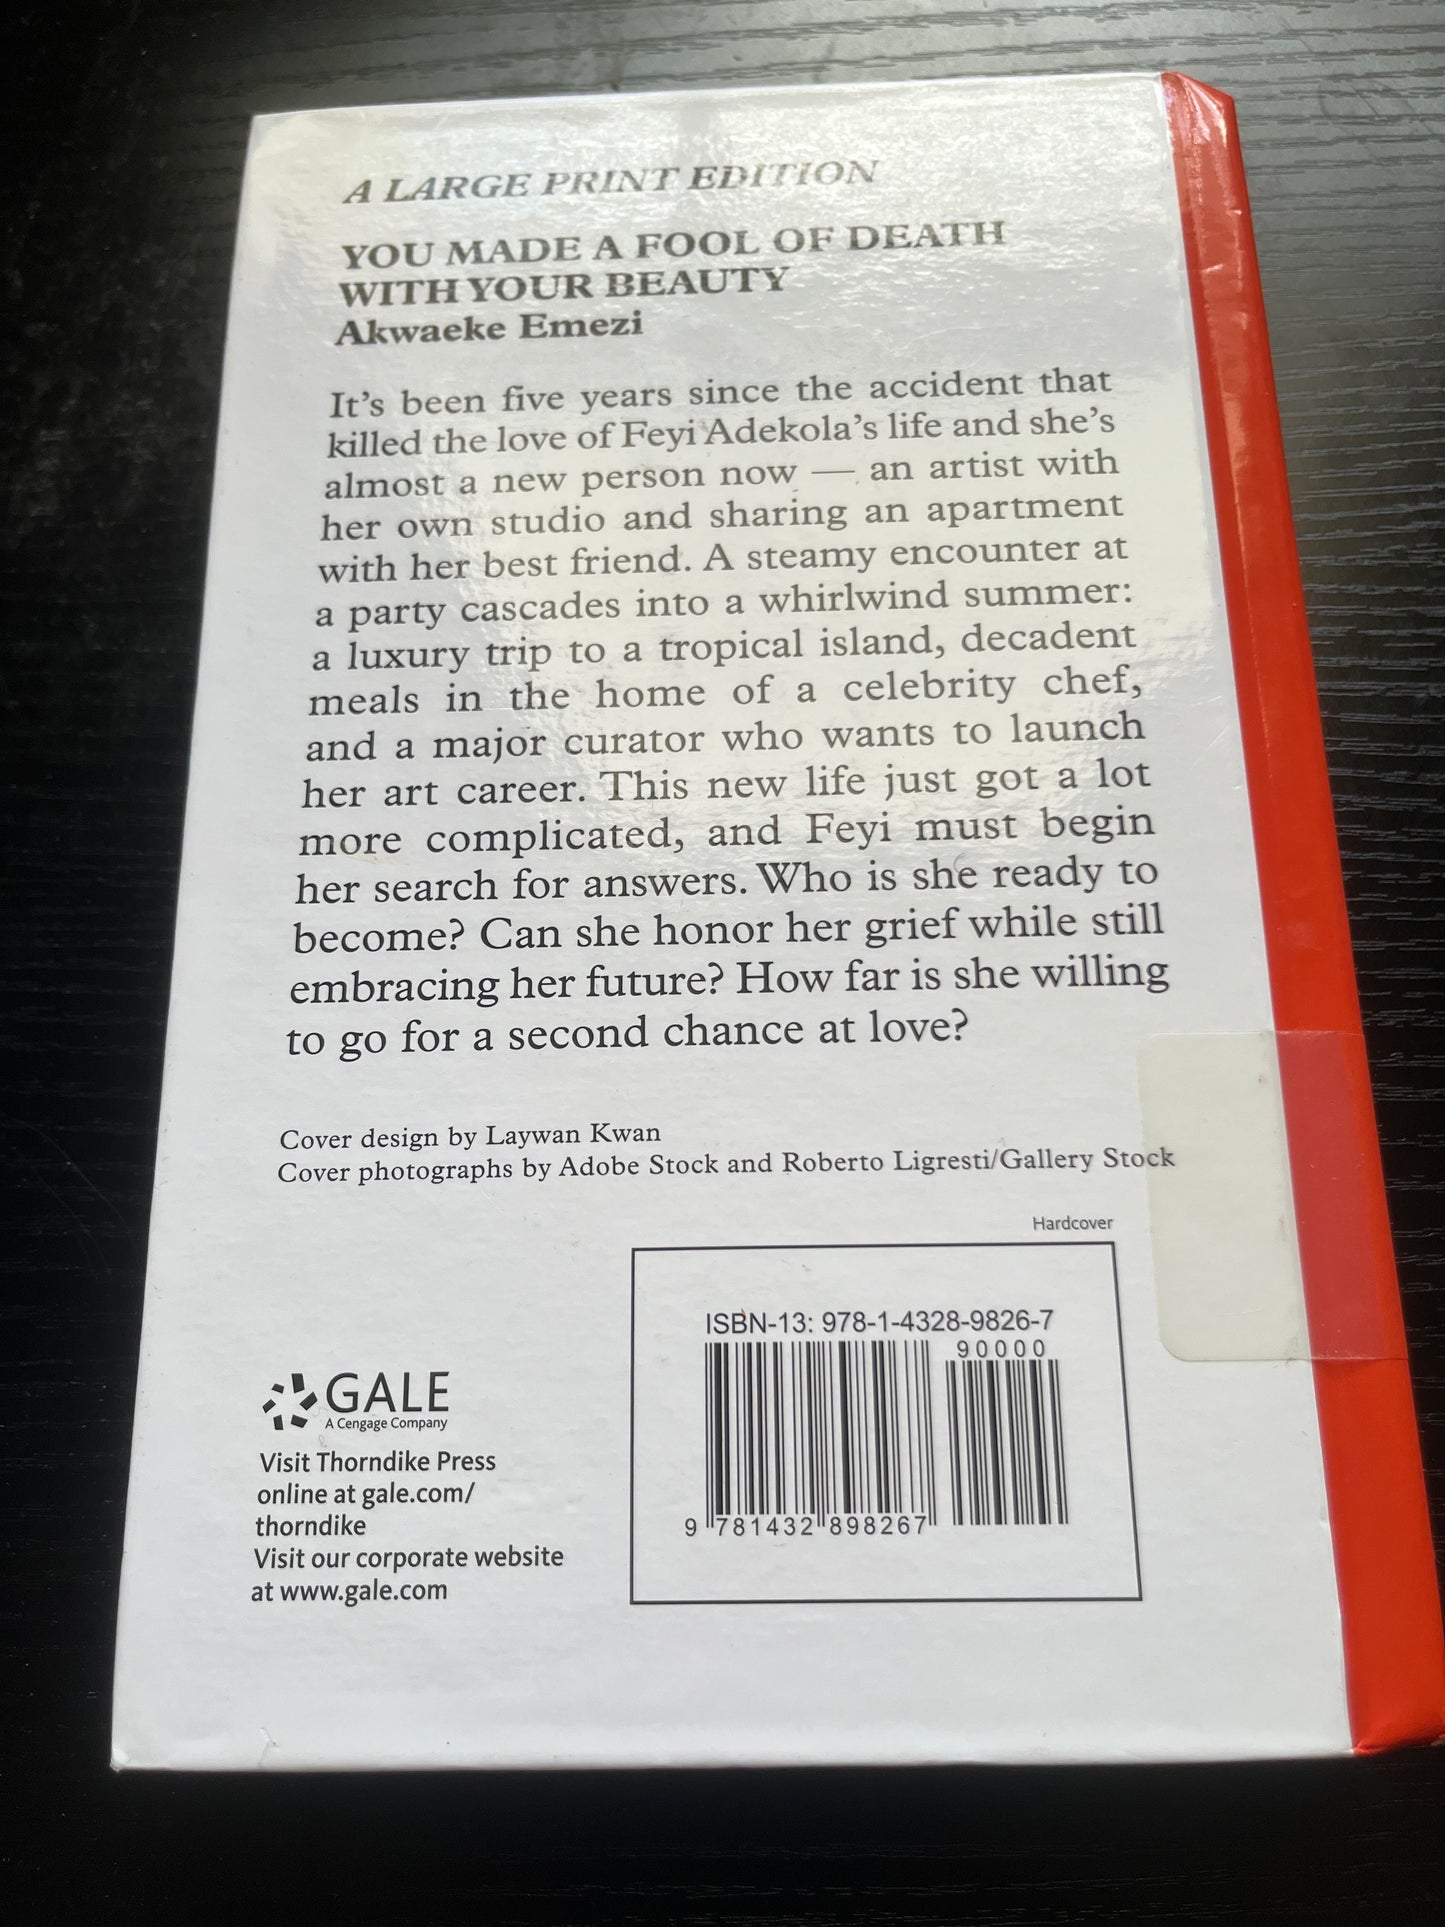 A LARGE PRINT EDITION
YOU MADE A FOOL OF DEATH
WITH YOUR BEAUTY
Akwaeke Emezi
It's been five years since the accident that
killed the love of Feyi Adekola's life and she's
almost a new person now — an artist with
her own studio and sharing an apartment
with her best friend. A steamy encounter at
a party cascades into a whirlwind summer:
a luxury trip to a tropical island, decadent
meals in the home of a celebrity chef,
and a major curator who wants to launch
her art career. This new life just got a lot
more complicated, and Feyi must begin
her search for answers. Who is she ready to
become? Can she honor her grief while still
embracing her future? How far is she willing
to go for a second chance at love?
Cover design by Laywan Kwan
Cover photographs by Adobe Stock and Roberto Ligresti/Gallery Stock
Hardcover
ISBN-13: 978-1-4328-9826-7
90000
9 781432 898267
GALE
A Cengage Company
Visit Thorndike Press
online at gale.com/
thorndike
Visit our corporate website
at www.gale.com